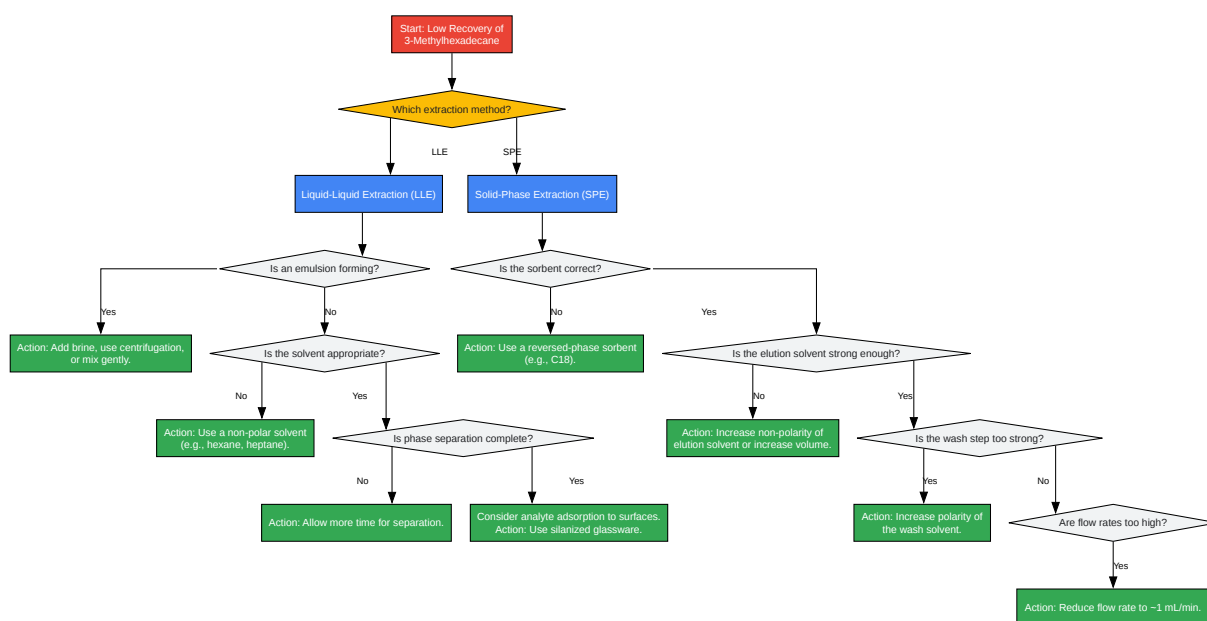 Start: Low Recovery of
3-Methylhexadecane
Which extraction method?
LLE
SPE
Liquid-Liquid Extraction (LLE)
Solid-Phase Extraction (SPE)
Is an emulsion forming?
Is the sorbent correct?
Yes
No
No
Yes
Action: Add brine, use centrifugation,
or mix gently.
Is the solvent appropriate?
Action: Use a reversed-phase sorbent
(e.g., C18).
Is the elution solvent strong enough?
No
Yes
No
Yes
Action: Use a non-polar solvent
(e.g., hexane, heptane).
Is phase separation complete?
Action: Increase non-polarity of
elution solvent or increase volume.
Is the wash step too strong?
No
Yes
Yes
No
Action: Allow more time for separation.
Consider analyte adsorption to surfaces.
Action: Use silanized glassware.
Action: Increase polarity of
the wash solvent.
Are flow rates too high?
Yes
Action: Reduce flow rate to ~1 mL/min.